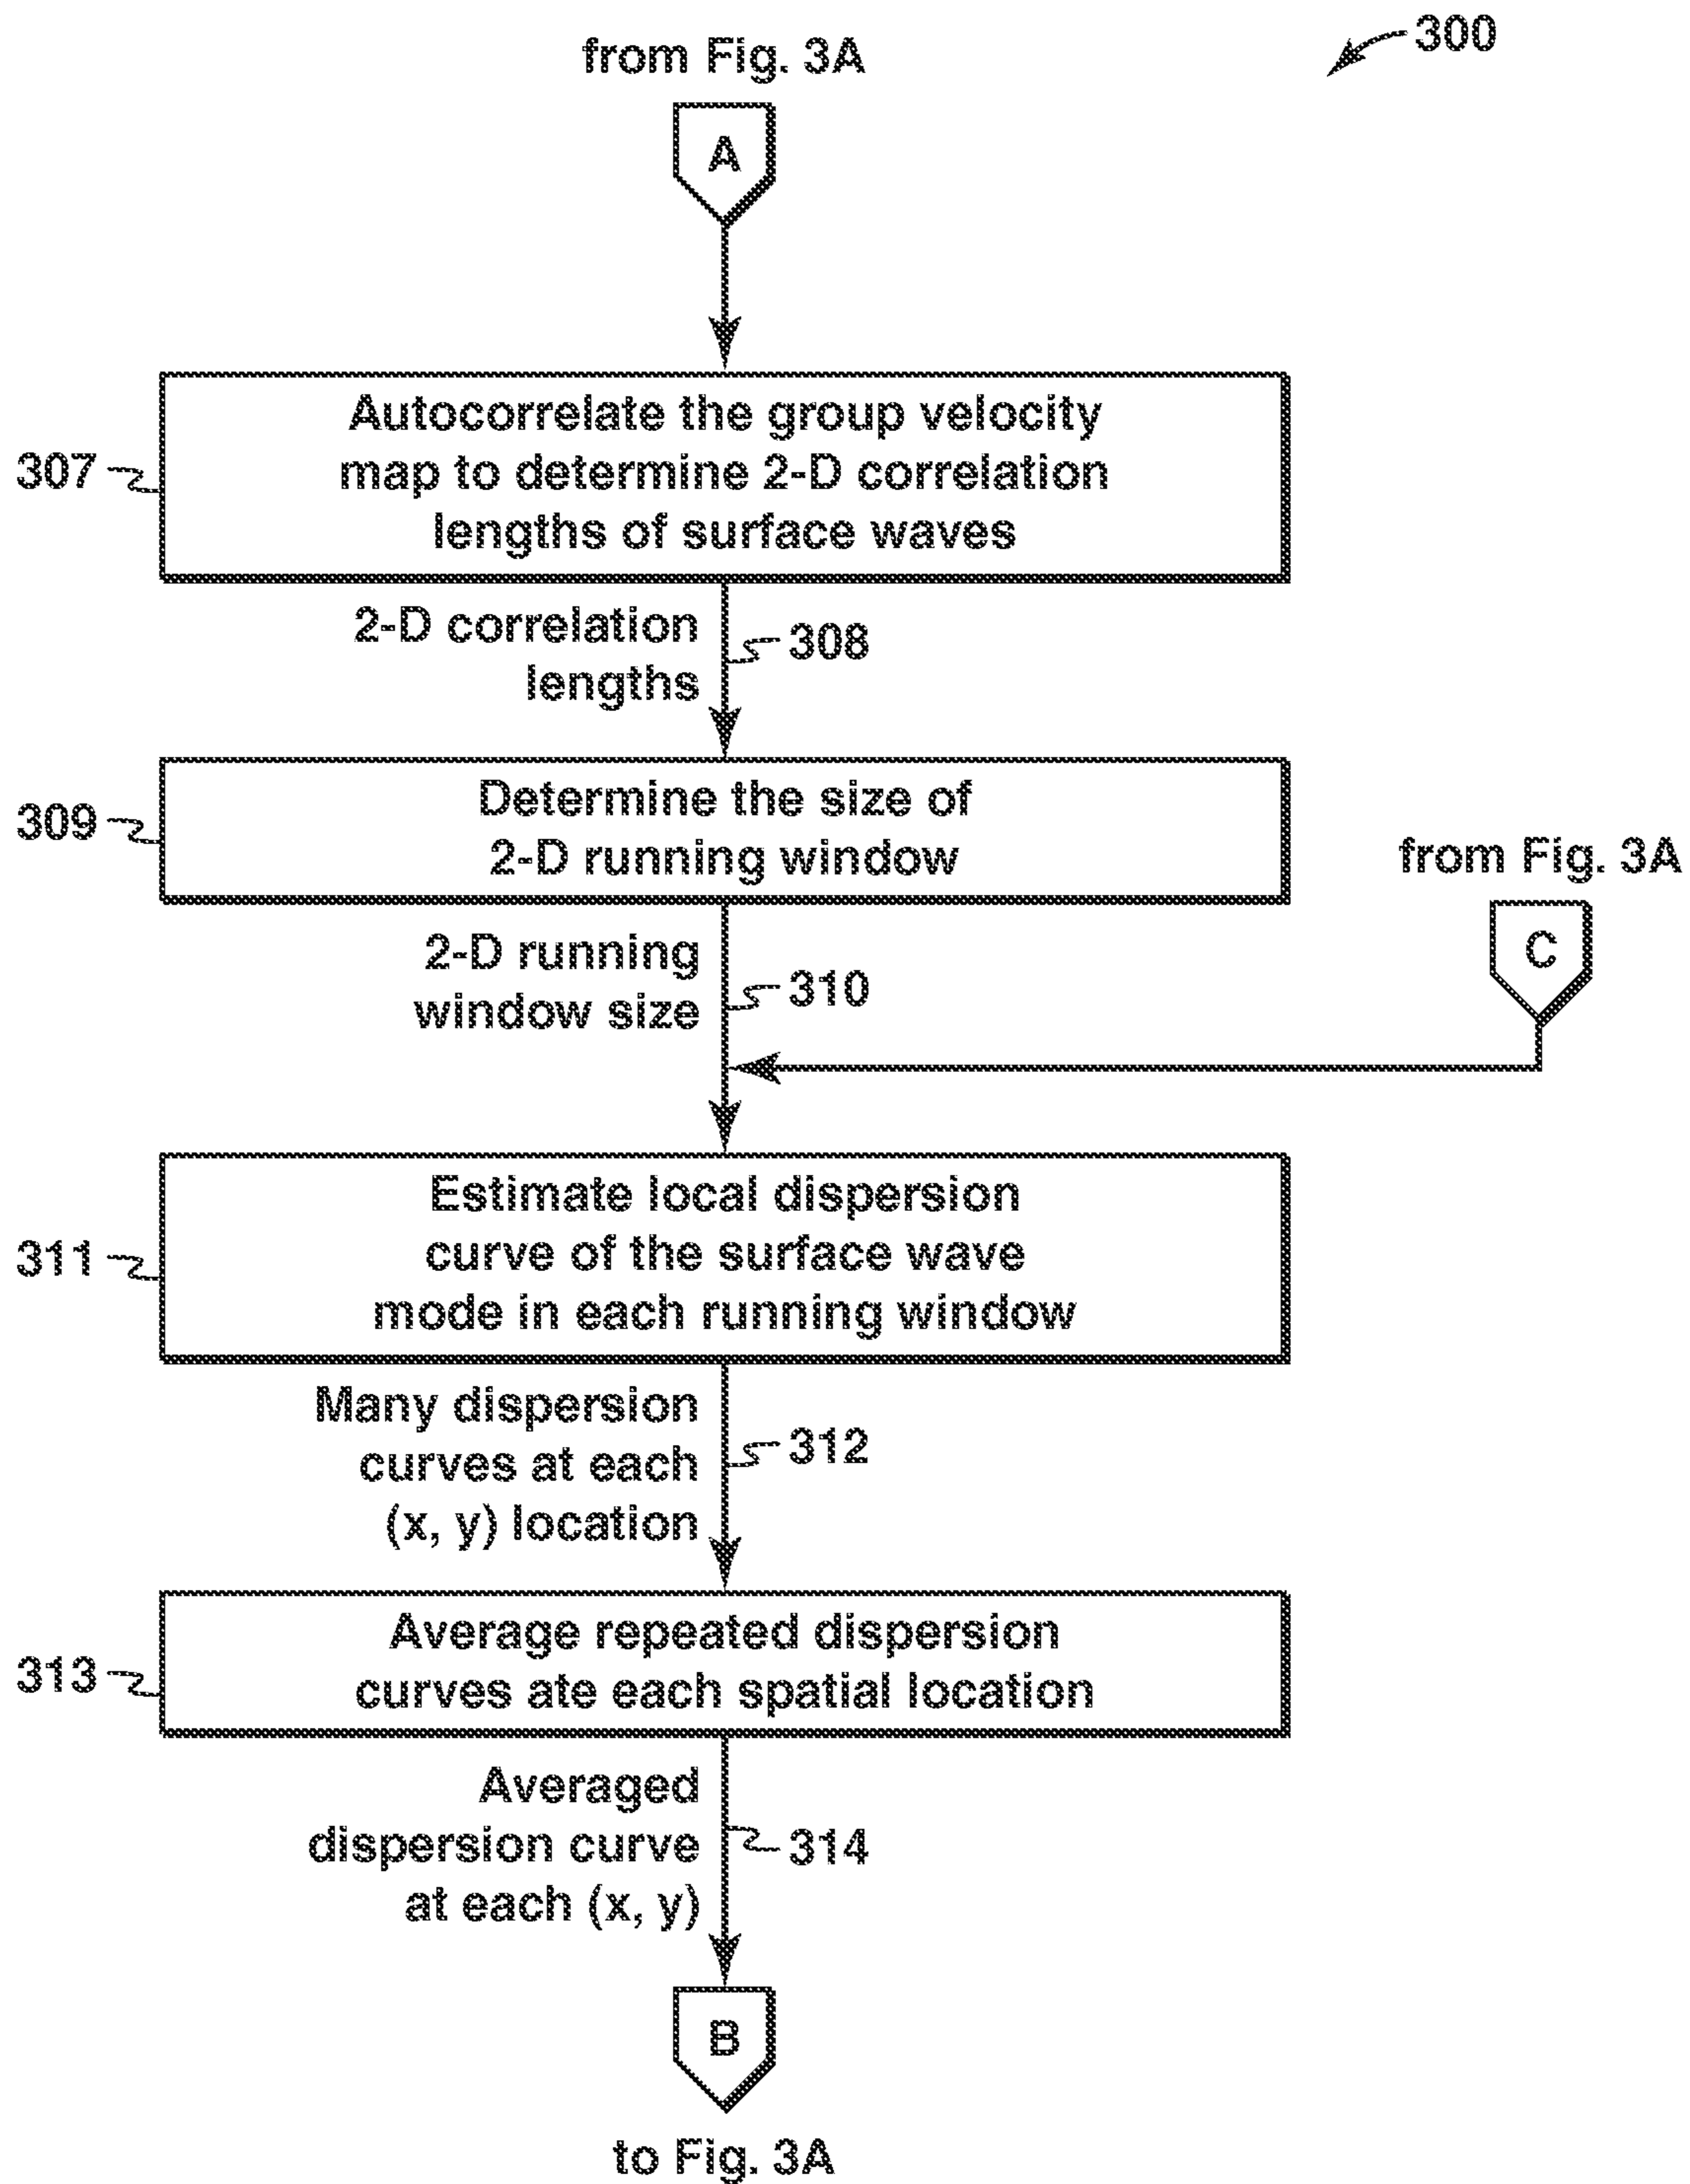 300
from Fig. 3A
A
Autocorrelate the group velocity
map to determine 2-D correlation
lengths of surface waves
307
2-D correlation
lengths
308
Determine the size of
2-D running window
309
from Fig. 3A
C
2-D running
window size
310
Estimate local dispersion
curve of the surface wave
mode in each running window
311
Many dispersion
curves at each
(x, y) location
312
Average repeated dispersion
curves ate each spatial location
313
Averaged
dispersion curve
at each (x, y)
314
B
to Fig. 3A